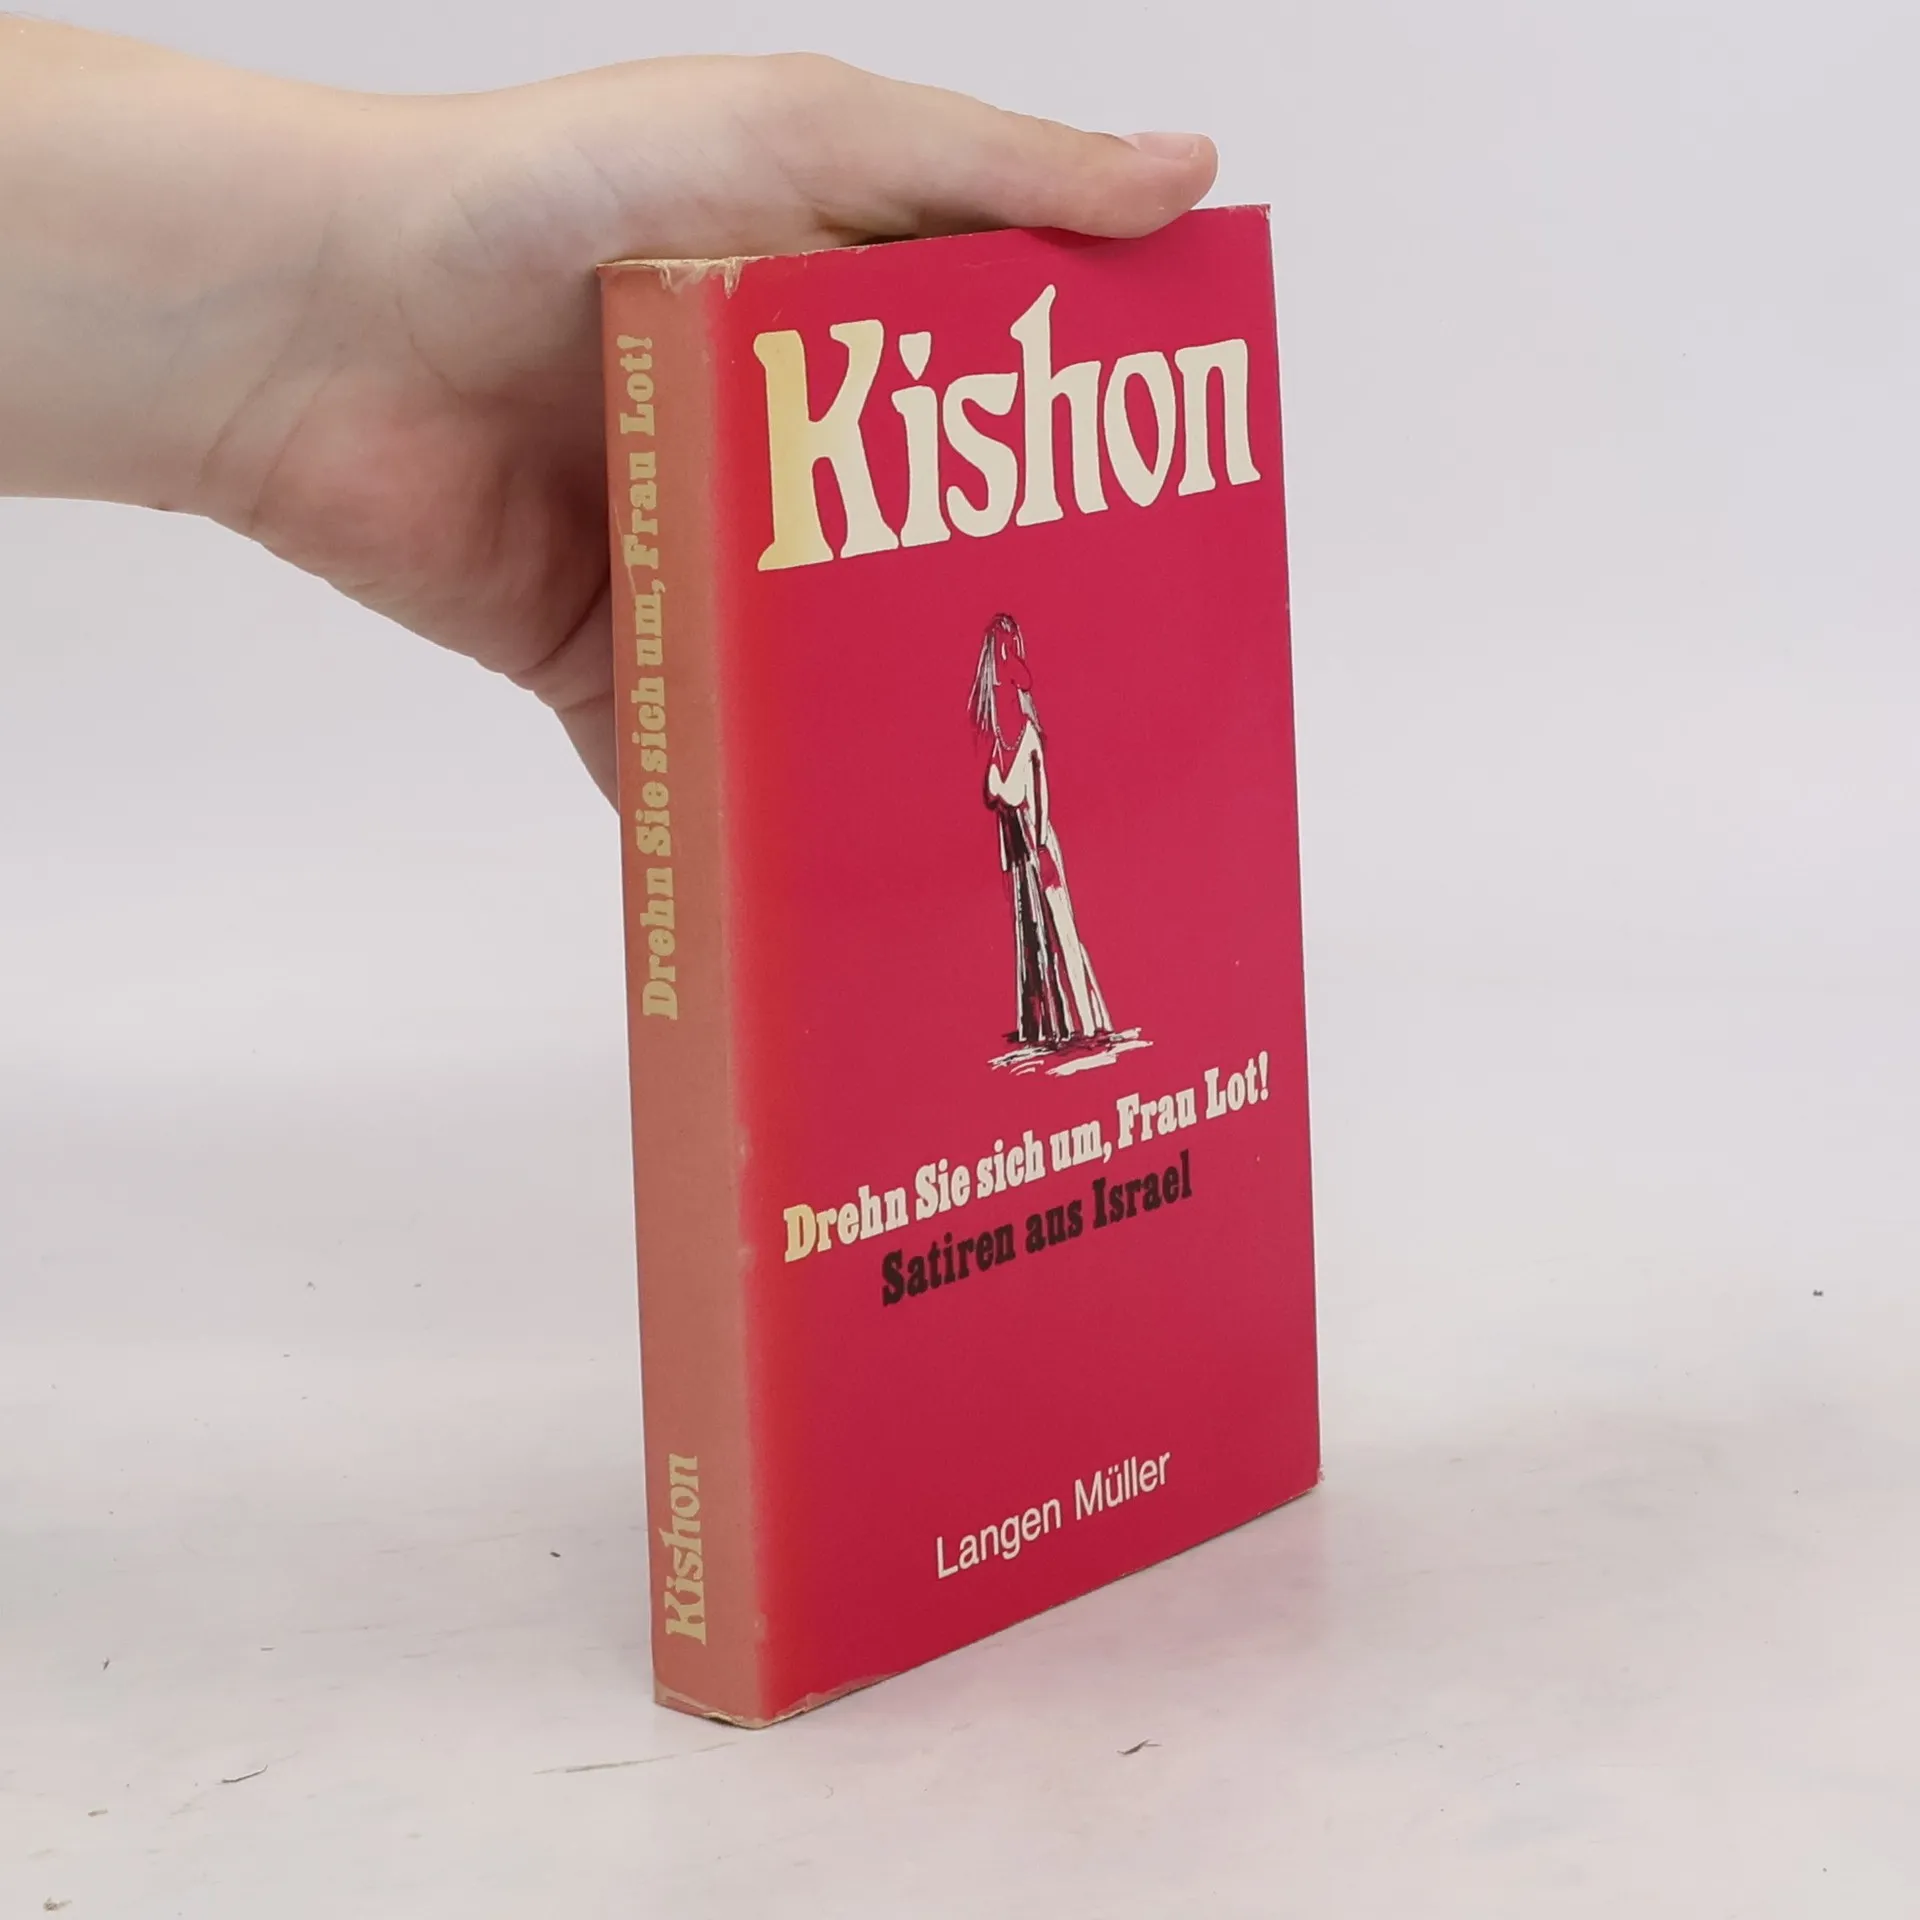 Drehn Sie sich um, Frau Lot!
Kishon
Kishon
Drehn Sie sich um, Frau Lot!
Satiren aus Israel
Langen Müller